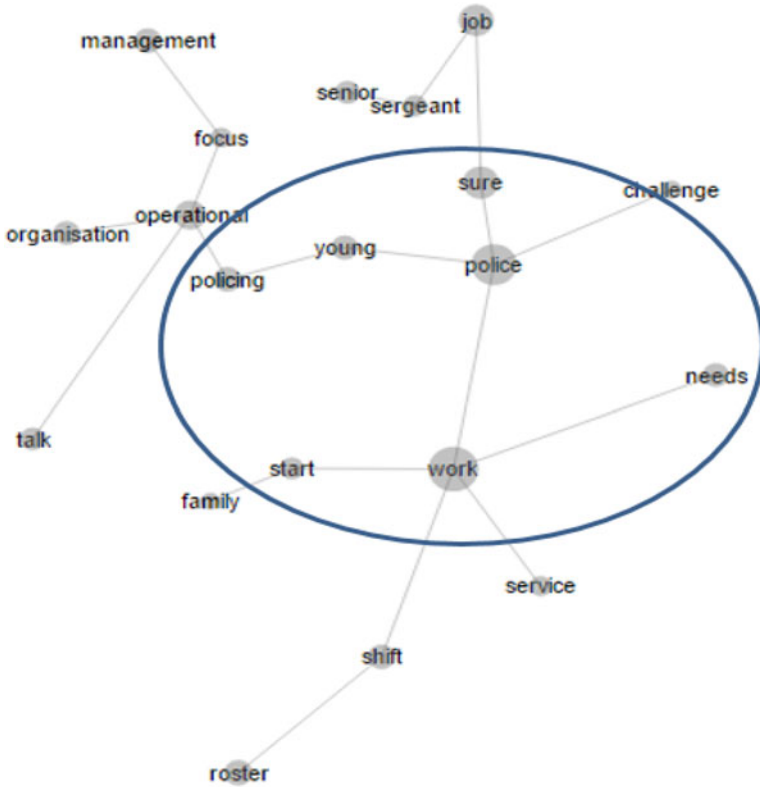 job
management
senior
sergeant
focus
sure
challenge
operational
organisation
young
police
policing
needs
talk
start
work
family
service
shift
roster